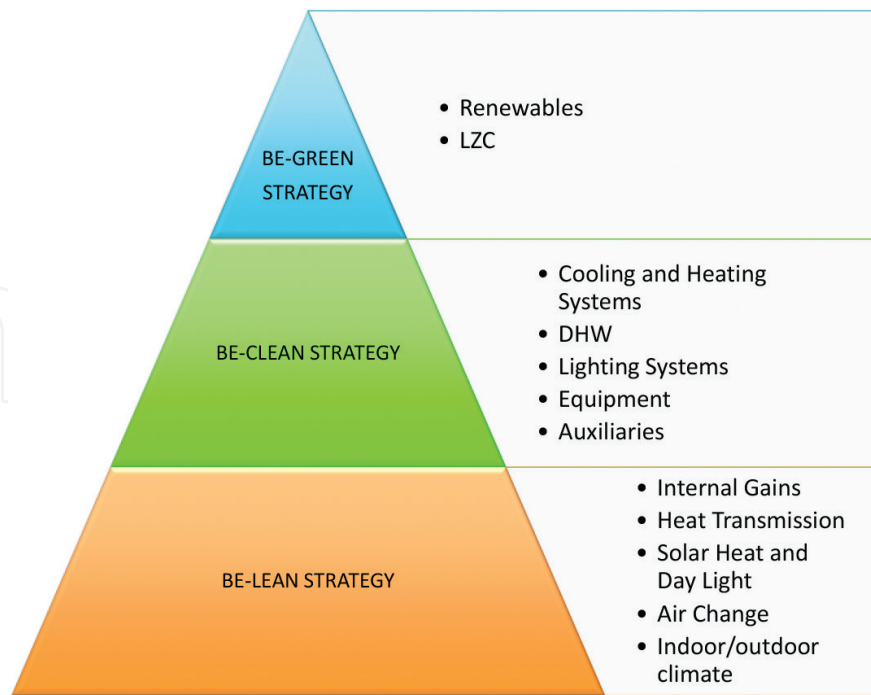 BE-GREEN
STRATEGY
• Renewables
• LZC
BE-CLEAN STRATEGY
• Cooling and Heating
Systems
• DHW
• Lighting Systems
• Equipment
• Auxiliaries
BE-LEAN STRATEGY
• Internal Gains
• Heat Transmission
• Solar Heat and
Day Light
• Air Change
• Indoor/outdoor
climate